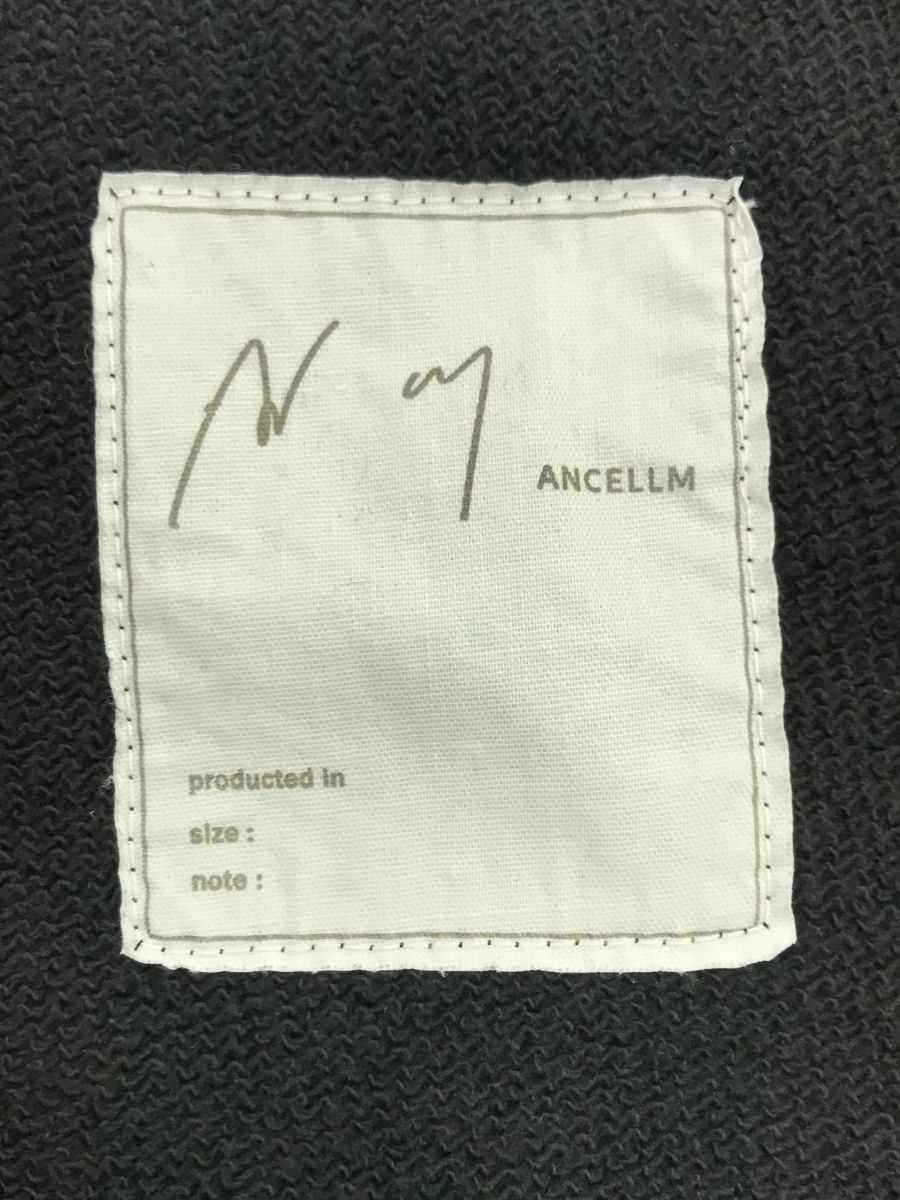 ANCELLM
producted in
size :
note :